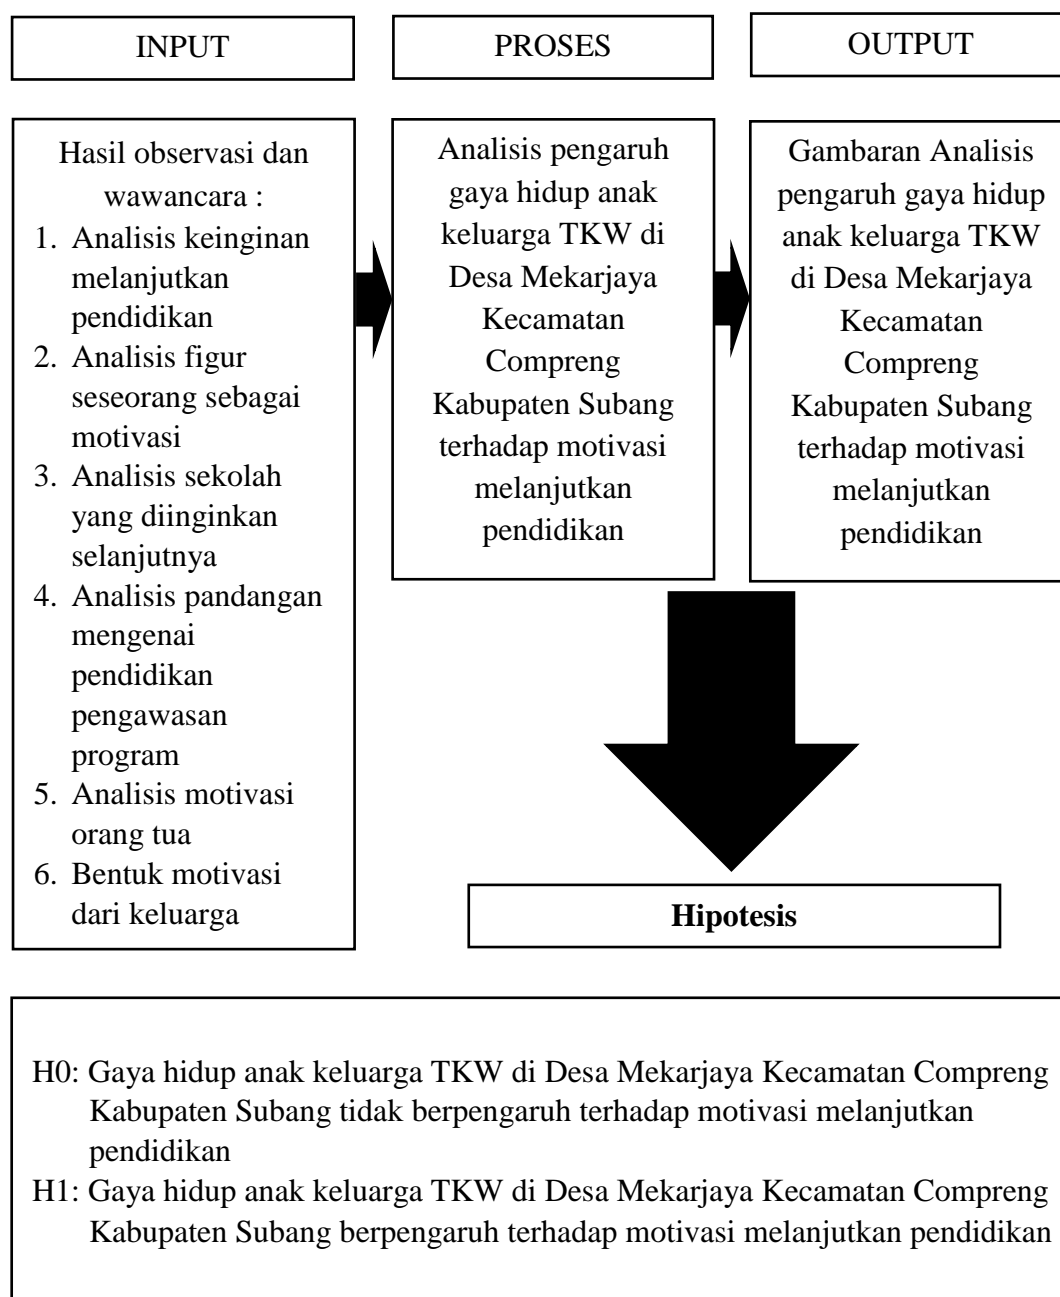 INPUT
PROSES
OUTPUT
Hasil observasi dan
wawancara :
1. Analisis keinginan
melanjutkan
pendidikan
2. Analisis figur
seseorang sebagai
motivasi
3. Analisis sekolah
yang diinginkan
selanjutnya
4. Analisis pandangan
mengenai
pendidikan
pengawasan
program
5. Analisis motivasi
orang tua
6. Bentuk motivasi
dari keluarga
Analisis pengaruh
gaya hidup anak
keluarga TKW di
Desa Mekarjaya
Kecamatan
Compreng
Kabupaten Subang
terhadap motivasi
melanjutkan
pendidikan
Gambaran Analisis
pengaruh gaya hidup
anak keluarga TKW
di Desa Mekarjaya
Kecamatan
Compreng
Kabupaten Subang
terhadap motivasi
melanjutkan
pendidikan
Hipotesis
H0: Gaya hidup anak keluarga TKW di Desa Mekarjaya Kecamatan Compreng
Kabupaten Subang tidak berpengaruh terhadap motivasi melanjutkan
pendidikan
H1: Gaya hidup anak keluarga TKW di Desa Mekarjaya Kecamatan Compreng
Kabupaten Subang berpengaruh terhadap motivasi melanjutkan pendidikan